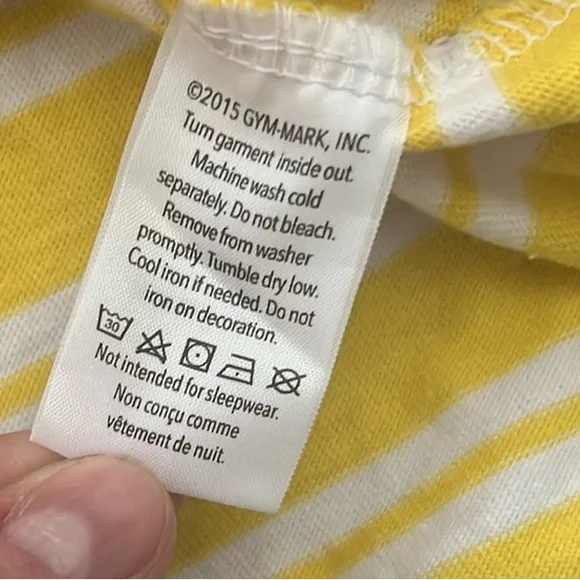 ©2015 GYM-MARK, INC.
Turn garment inside out.
Machine wash cold
separately. Do not bleach.
Remove from washer
promptly. Tumble dry low.
Cool iron if needed. Do not
iron on decoration.
30
Not intended for sleepwear.
Non conçu comme
vêtement de nuit.